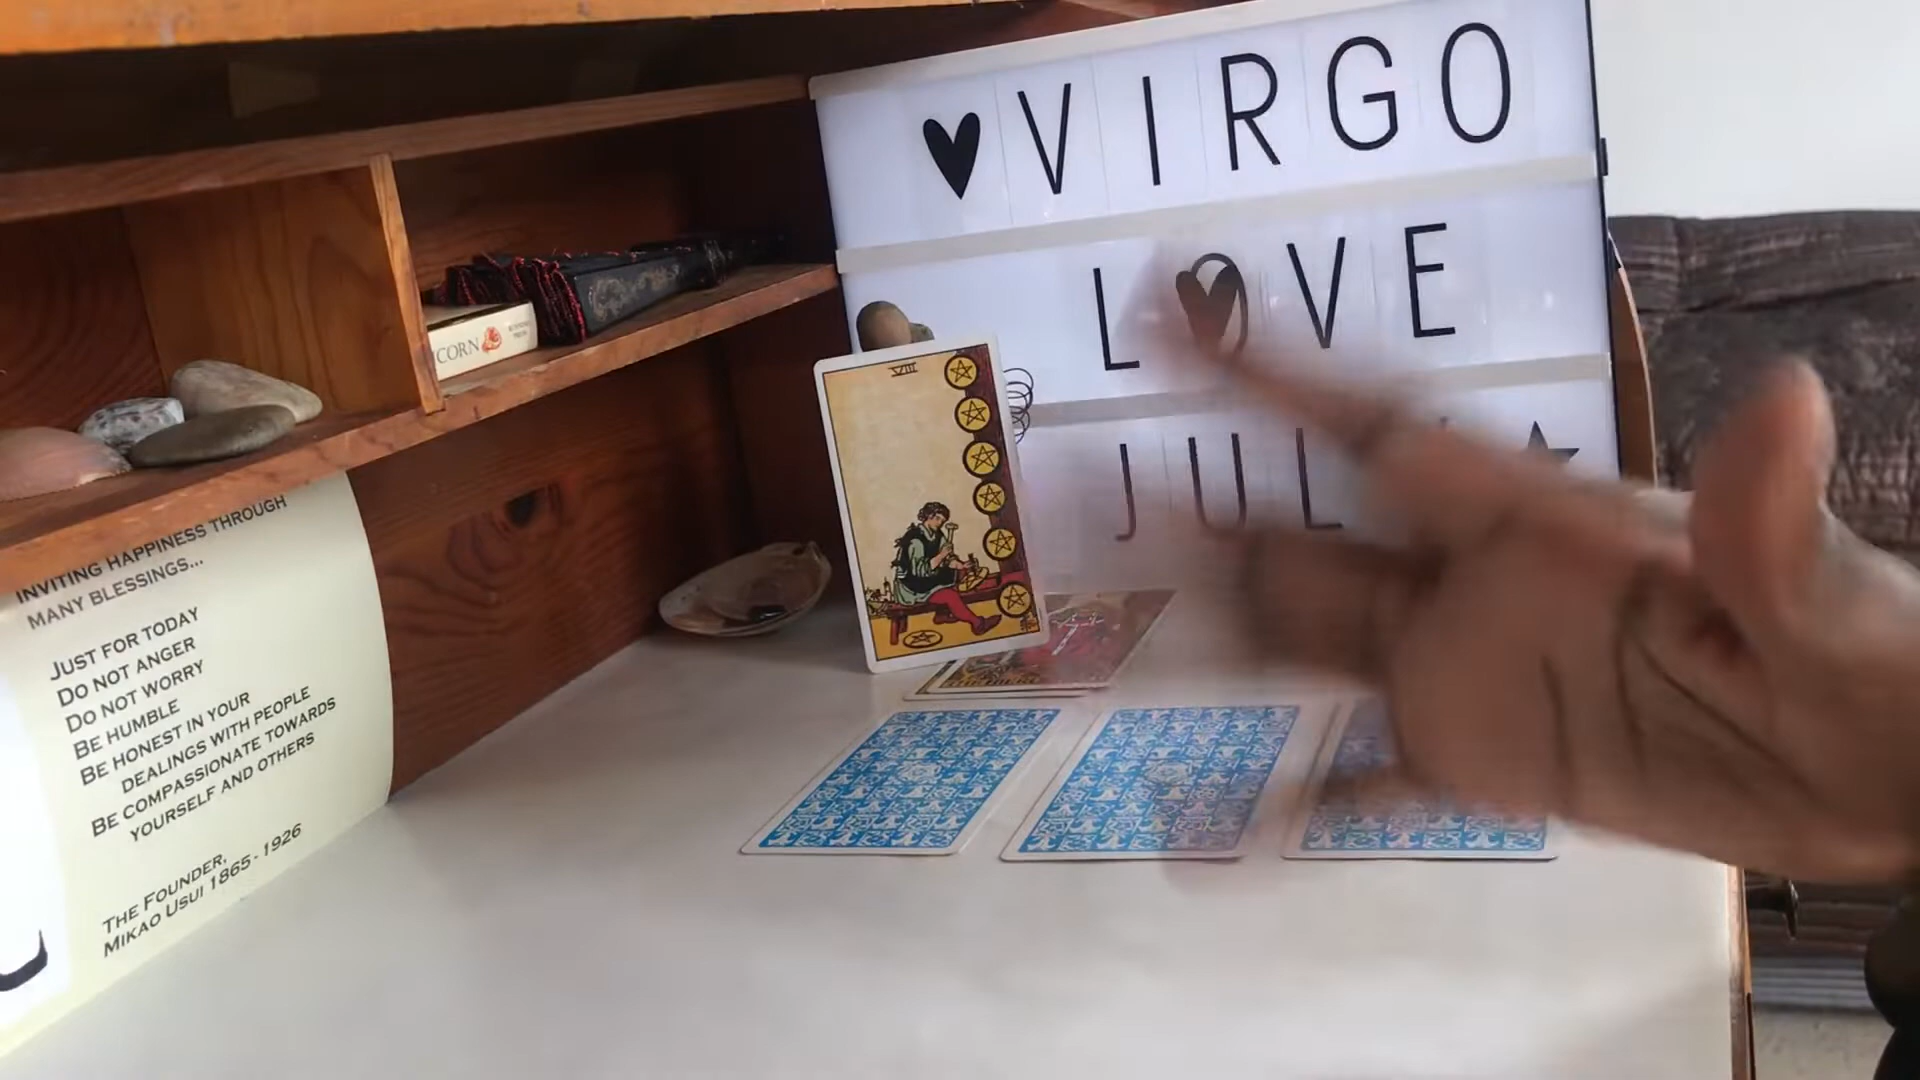 ♥VIRGO
LOVE
JUL
VIII
CORN
INVITING HAPPINESS THROUGH
MANY BLESSINGS...
JUST FOR TODAY
DO NOT ANGER
DO NOT WORRY
BE HUMBLE
BE HONEST IN YOUR
DEALINGS WITH PEOPLE
BE COMPASSIONATE TOWARDS
YOURSELF AND OTHERS
THE FOUNDER,
MIKAO USUI 1865-1926